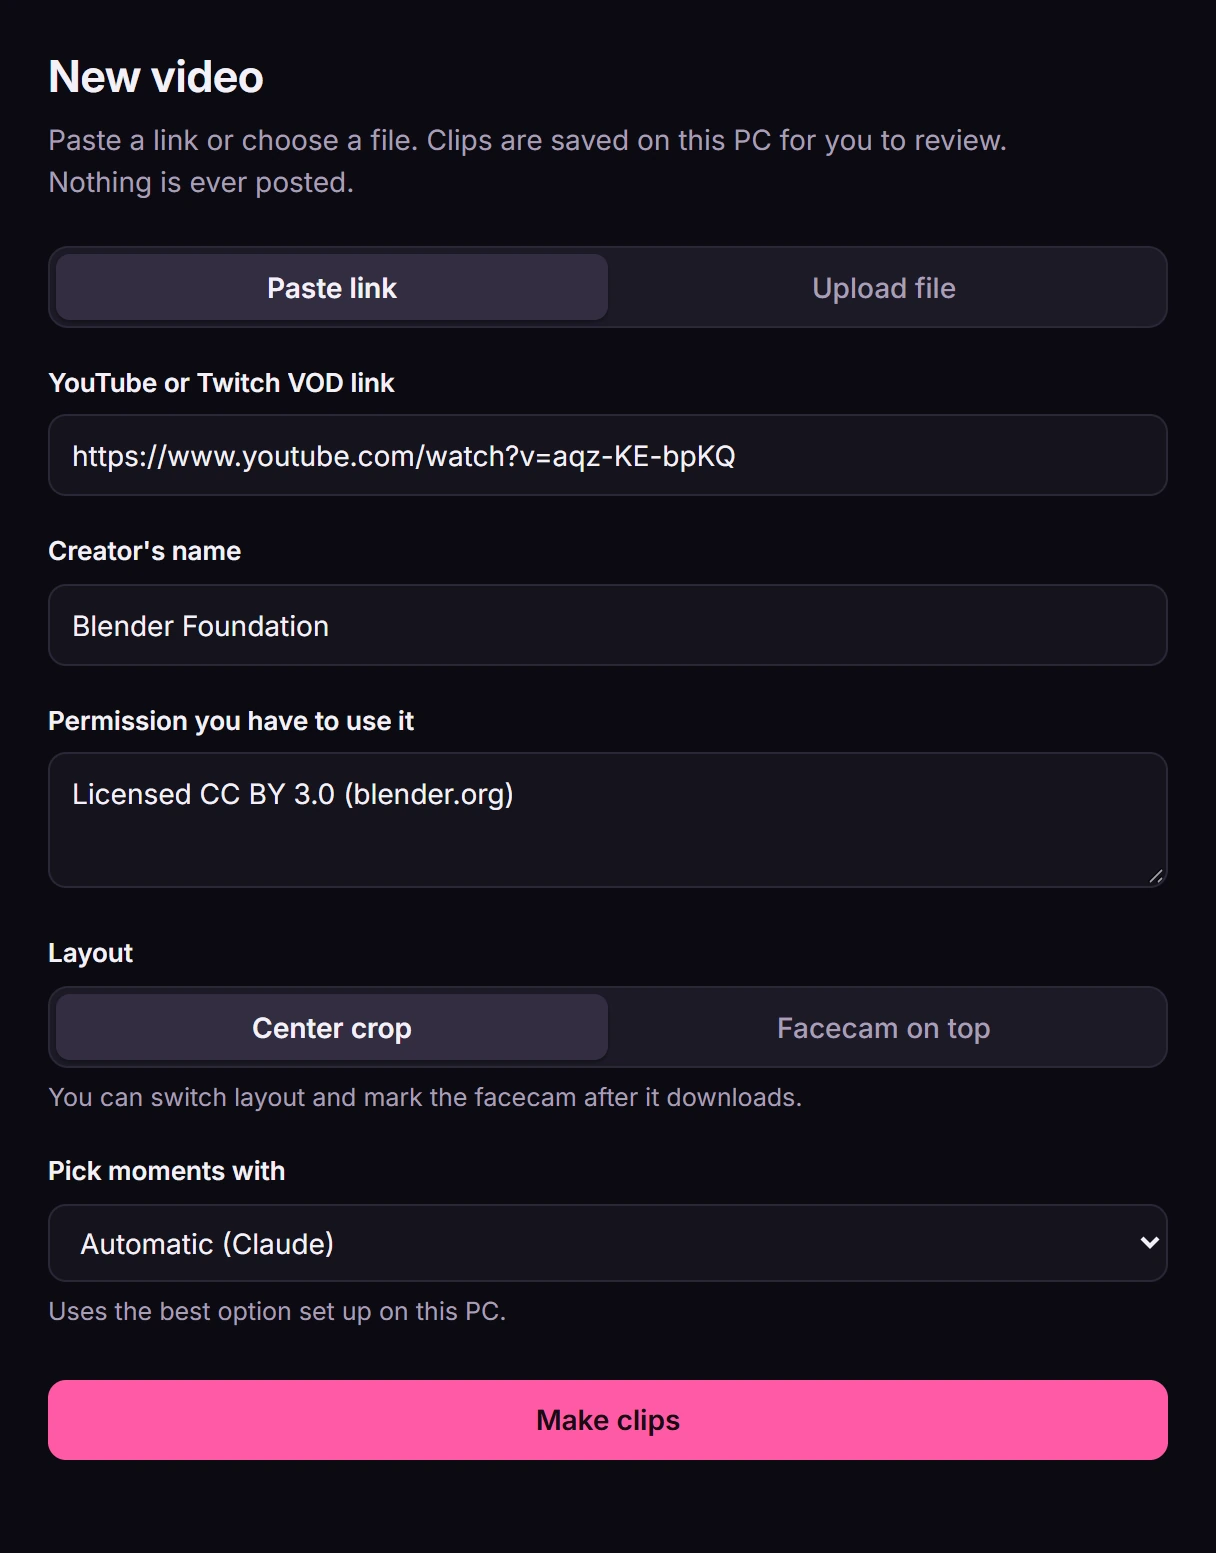 New video
Paste a link or choose a file. Clips are saved on this PC for you to review.
Nothing is ever posted.
Paste link
Upload file
YouTube or Twitch VOD link
https://www.youtube.com/watch?v=aqz-KE-bpKQ
Creator's name
Blender Foundation
Permission you have to use it
Licensed CC BY 3.0 (blender.org)
Layout
Center crop
Facecam on top
You can switch layout and mark the facecam after it downloads.
Pick moments with
Automatic (Claude)
Uses the best option set up on this PC.
Make clips